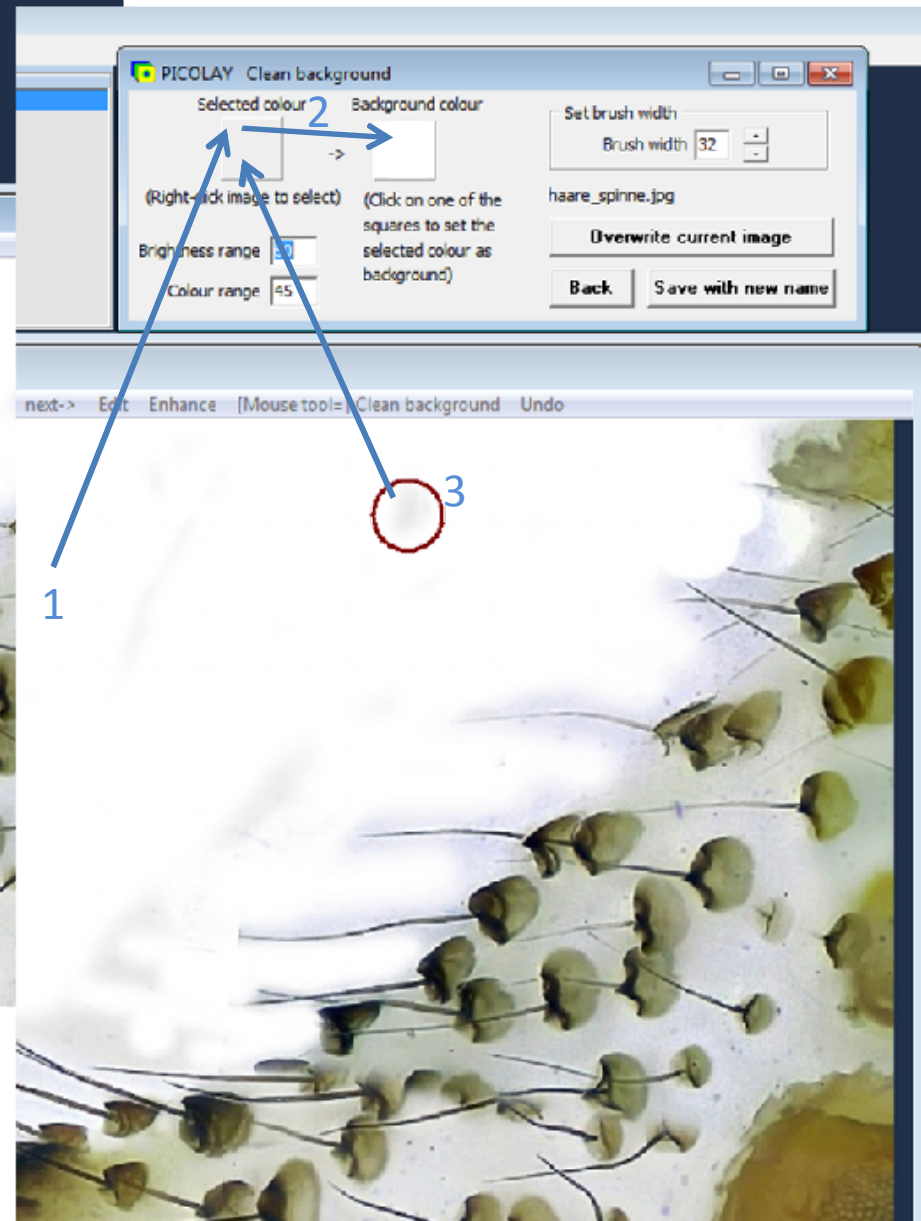 PICOLAY Clean background
Selected colour 2 Background colour
->
(Right-click image to select)
(Click on one of the
squares to set the
selected colour as
background)
Brightness range
Colour range 45
Set brush width
Brush width 32
haare_spinne.jpg
Overwrite current image
Back Save with new name
next-> Edit Enhance [Mouse tool=] Clean background Undo
3
1